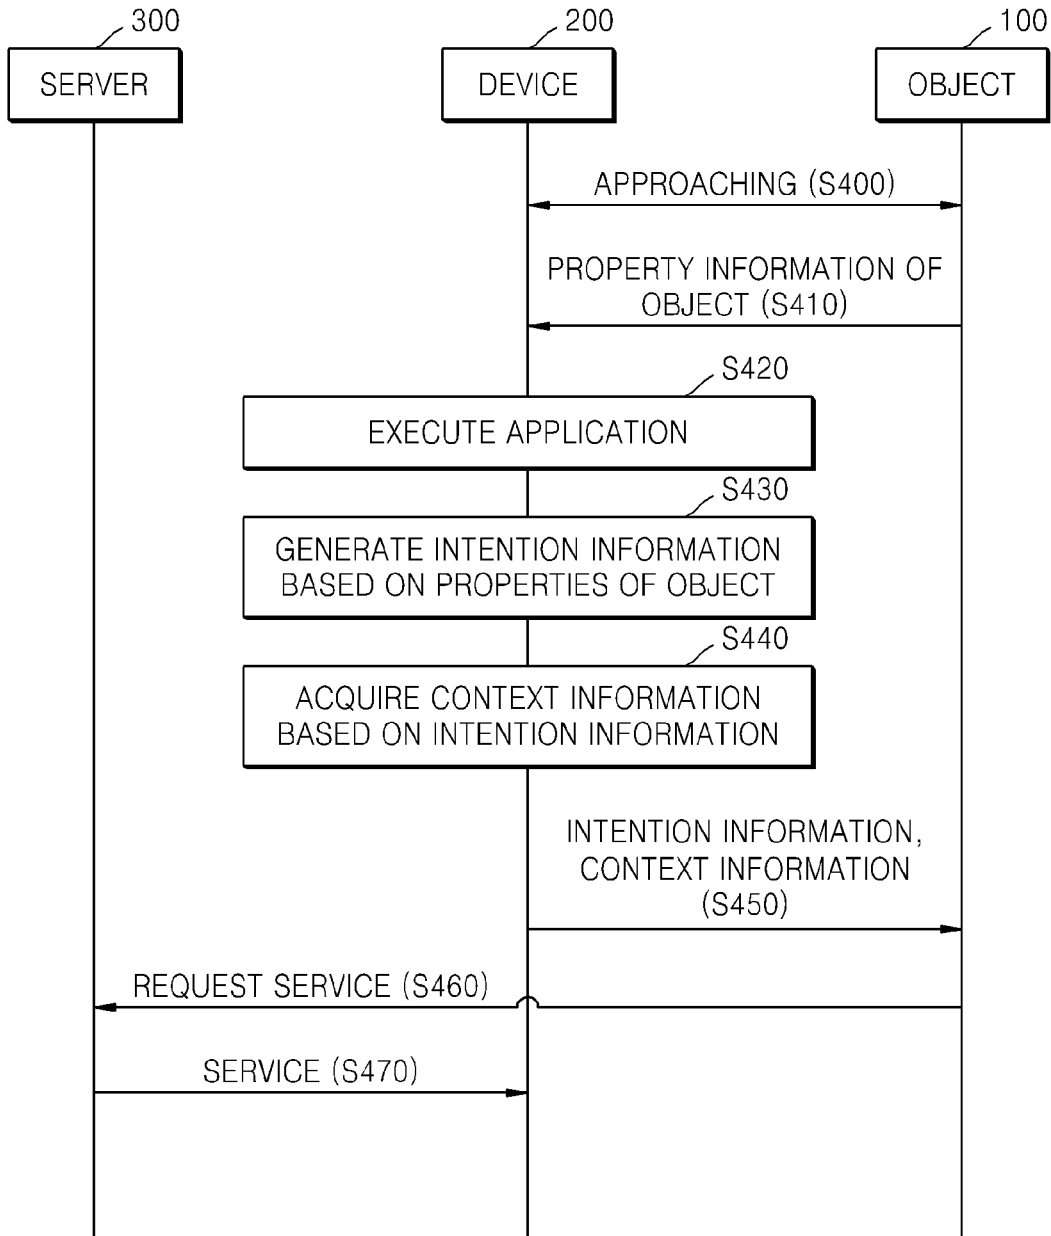 300
200
100
SERVER
DEVICE
OBJECT
APPROACHING (S400)
PROPERTY INFORMATION OF
OBJECT (S410)
S420
EXECUTE APPLICATION
S430
GENERATE INTENTION INFORMATION
BASED ON PROPERTIES OF OBJECT
S440
ACQUIRE CONTEXT INFORMATION
BASED ON INTENTION INFORMATION
INTENTION INFORMATION,
CONTEXT INFORMATION
(S450)
REQUEST SERVICE (S460)
SERVICE (S470)